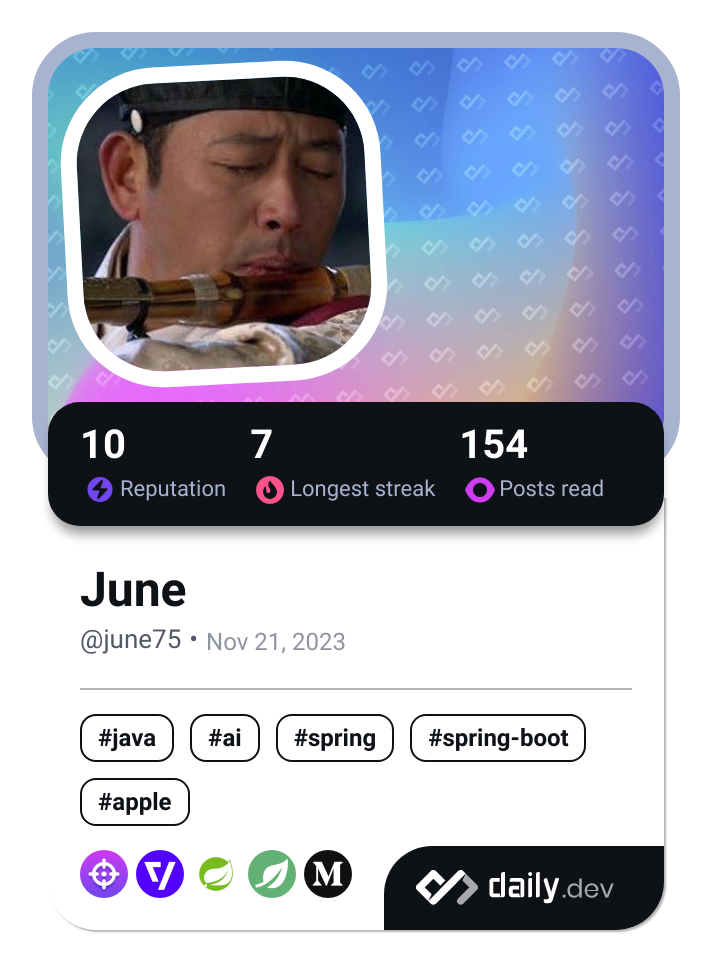 10 7 154
Reputation Longest streak Posts read
June
@june75 • Nov 21, 2023
#java #ai #spring #spring-boot
#apple
M daily.dev